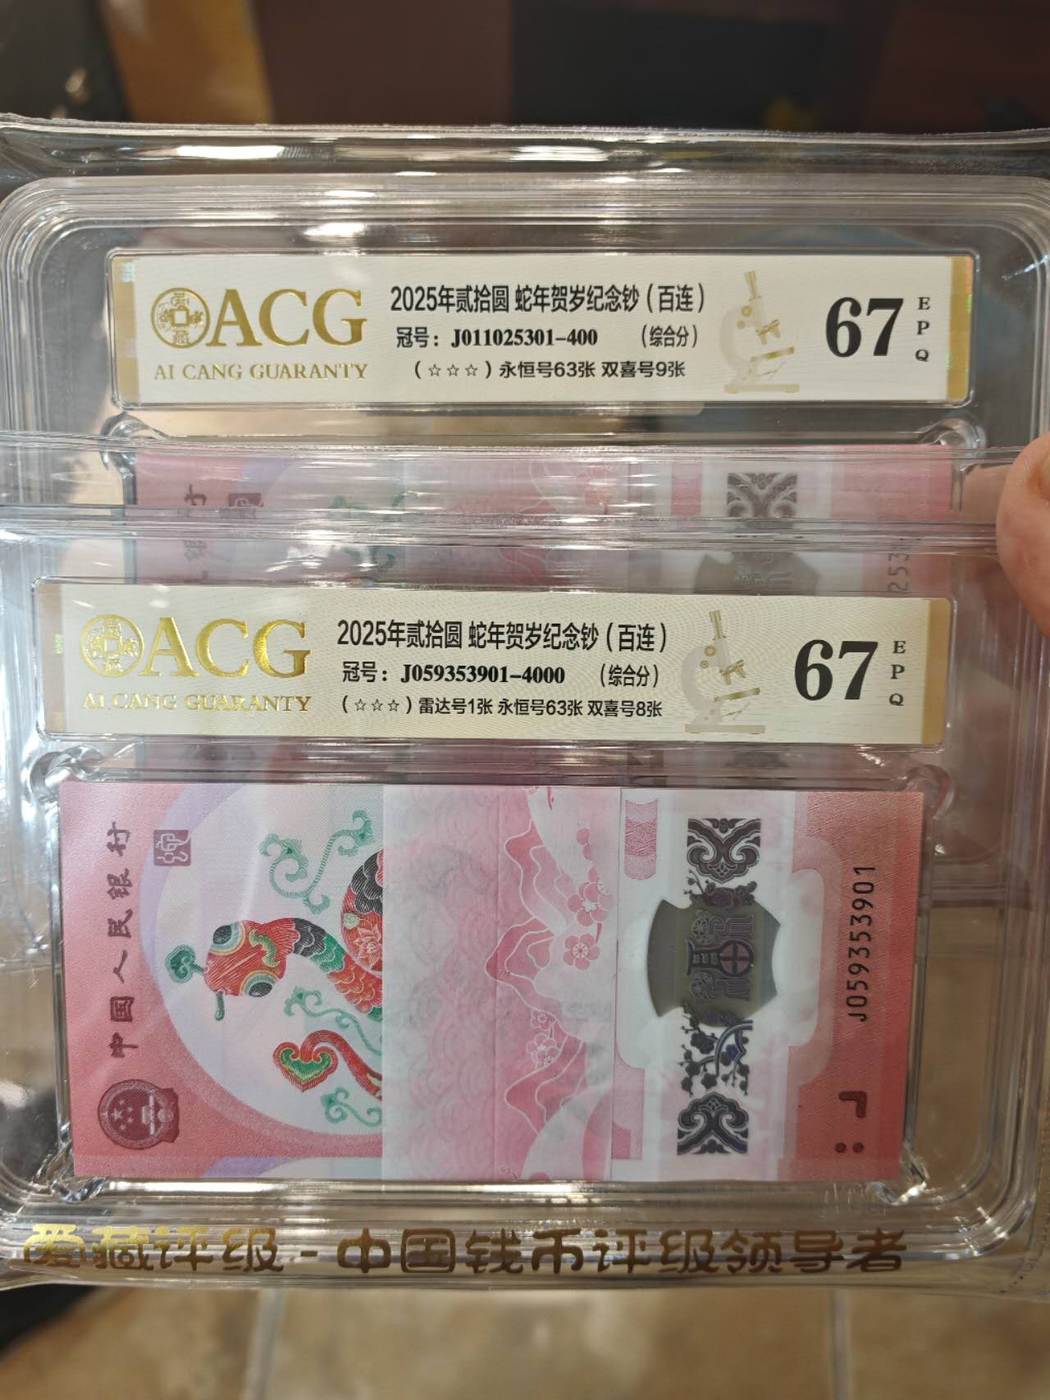 ACG
AI CANG GUARANTY
2025年贰拾圆 蛇年贺岁纪念钞（百连）
冠号：J011025301-400 （综合分）
（☆☆☆）永恒号63张 双喜号9张
67
EPQ
ACG
AI CANG GUARANTY
2025年贰拾圆 蛇年贺岁纪念钞（百连）
冠号：J059353901-4000 （综合分）
（☆☆☆）雷达号1张 永恒号63张 双喜号8张
67
EPQ
中国人民银行
J059353901
爱藏评级-中国钱币评级领导者